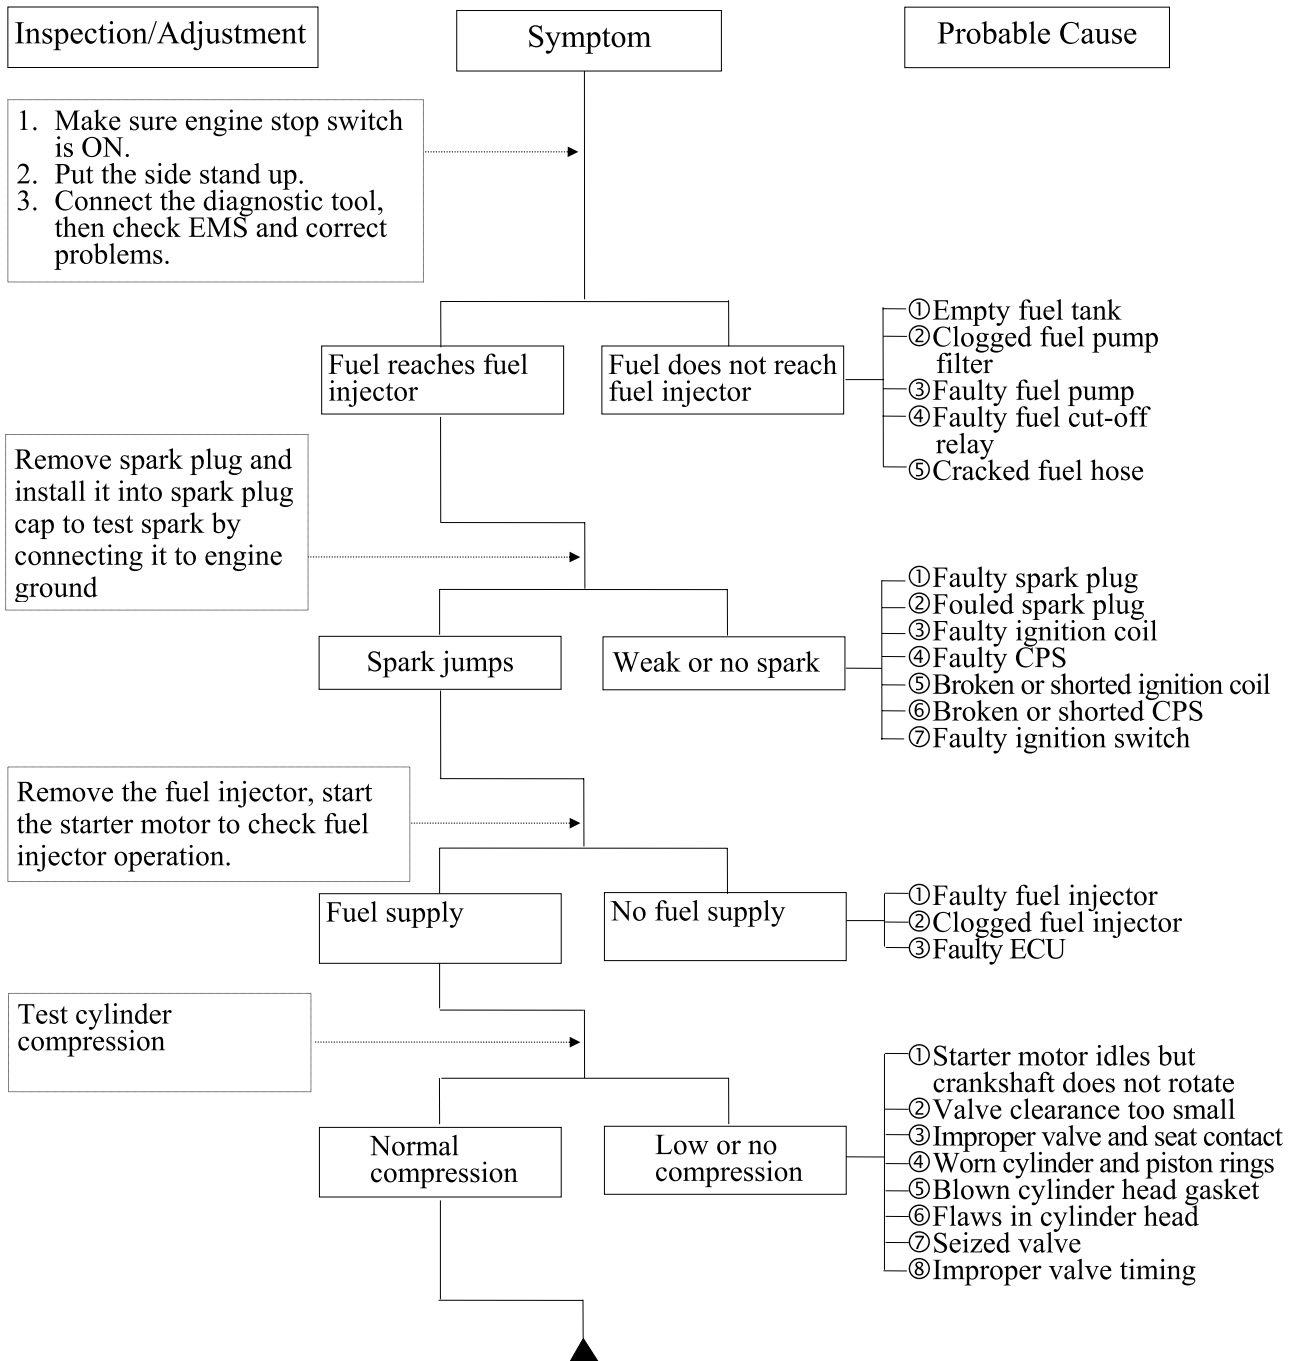 Inspection/Adjustment
Symptom
Probable Cause
1. Make sure engine stop switch
is ON.
2. Put the side stand up.
3. Connect the diagnostic tool,
then check EMS and correct
problems.
Fuel reaches fuel
injector
Fuel does not reach
fuel injector
①Empty fuel tank
②Clogged fuel pump
filter
③Faulty fuel pump
④Faulty fuel cut-off
relay
⑤Cracked fuel hose
Remove spark plug and
install it into spark plug
cap to test spark by
connecting it to engine
ground
Spark jumps
Weak or no spark
①Faulty spark plug
②Fouled spark plug
③Faulty ignition coil
④Faulty CPS
⑤Broken or shorted ignition coil
⑥Broken or shorted CPS
⑦Faulty ignition switch
Remove the fuel injector, start
the starter motor to check fuel
injector operation.
Fuel supply
No fuel supply
①Faulty fuel injector
②Clogged fuel injector
③Faulty ECU
Test cylinder
compression
Normal
compression
Low or no
compression
①Starter motor idles but
crankshaft does not rotate
②Valve clearance too small
③Improper valve and seat contact
④Worn cylinder and piston rings
⑤Blown cylinder head gasket
⑥Flaws in cylinder head
⑦Seized valve
⑧Improper valve timing